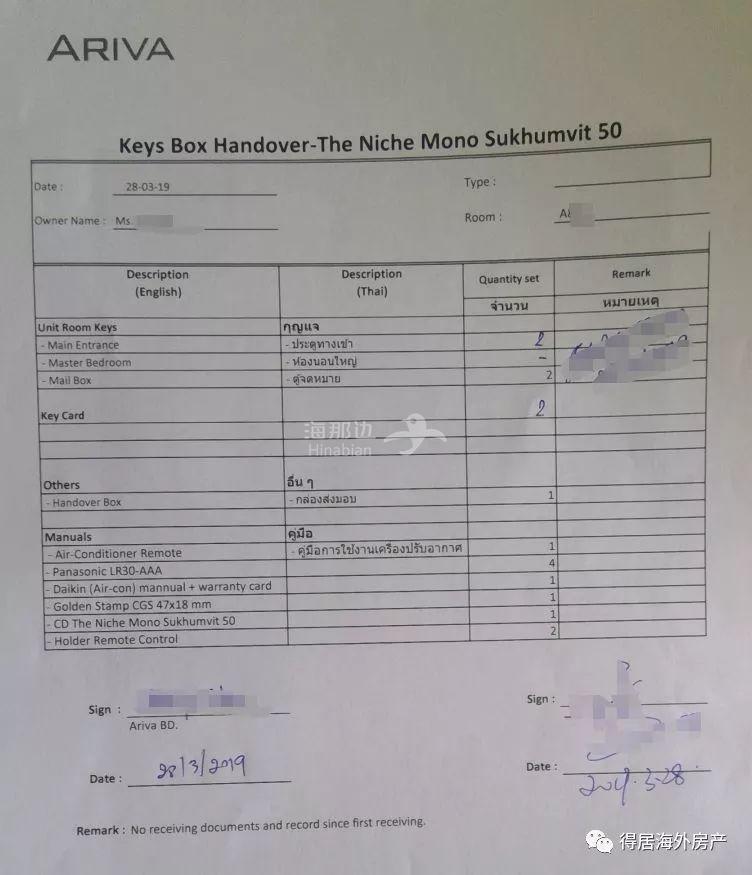 ARIVA
Keys Box Handover-The Niche Mono Sukhumvit 50
Date : 28-03-19 Type :
Owner Name : Ms. Room : A
Description (English) Description (Thai) Quantity set จำนวน Remark หมายเหตุ
Unit Room Keys กุญแจ
- Main Entrance - ประตูทางเข้า 2
- Master Bedroom - ห้องนอนใหญ่ -
- Mail Box - ตู้จดหมาย 2
Key Card 2
海那边
Hinabian
Others อื่น ๆ
- Handover Box - กล่องส่งมอบ 1
Manuals คู่มือ
- Air-Conditioner Remote - คู่มือการใช้งานเครื่องปรับอากาศ 1
- Panasonic LR30-AAA 4
- Daikin (Air-con) mannual + warranty card 1
- Golden Stamp CGS 47x18 mm 1
- CD The Niche Mono Sukhumvit 50 1
- Holder Remote Control 2
Sign : Sign :
Ariva BD.
Date : 28/3/2019 Date : 2019.3.28
Remark : No receiving documents and record since first receiving.
得居海外房产